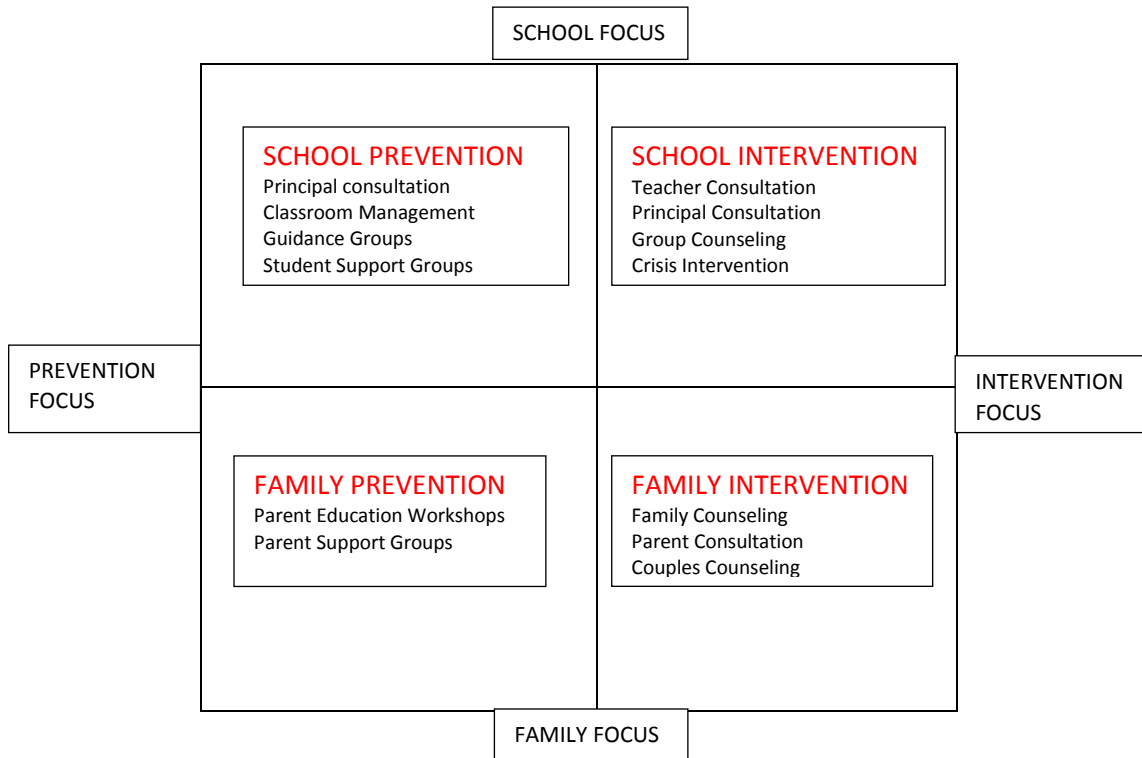 SCHOOL FOCUS
SCHOOL PREVENTION
Principal consultation
Classroom Management
Guidance Groups
Student Support Groups
SCHOOL INTERVENTION
Teacher Consultation
Principal Consultation
Group Counseling
Crisis Intervention
PREVENTION
FOCUS
INTERVENTION
FOCUS
FAMILY PREVENTION
Parent Education Workshops
Parent Support Groups
FAMILY INTERVENTION
Family Counseling
Parent Consultation
Couples Counseling
FAMILY FOCUS